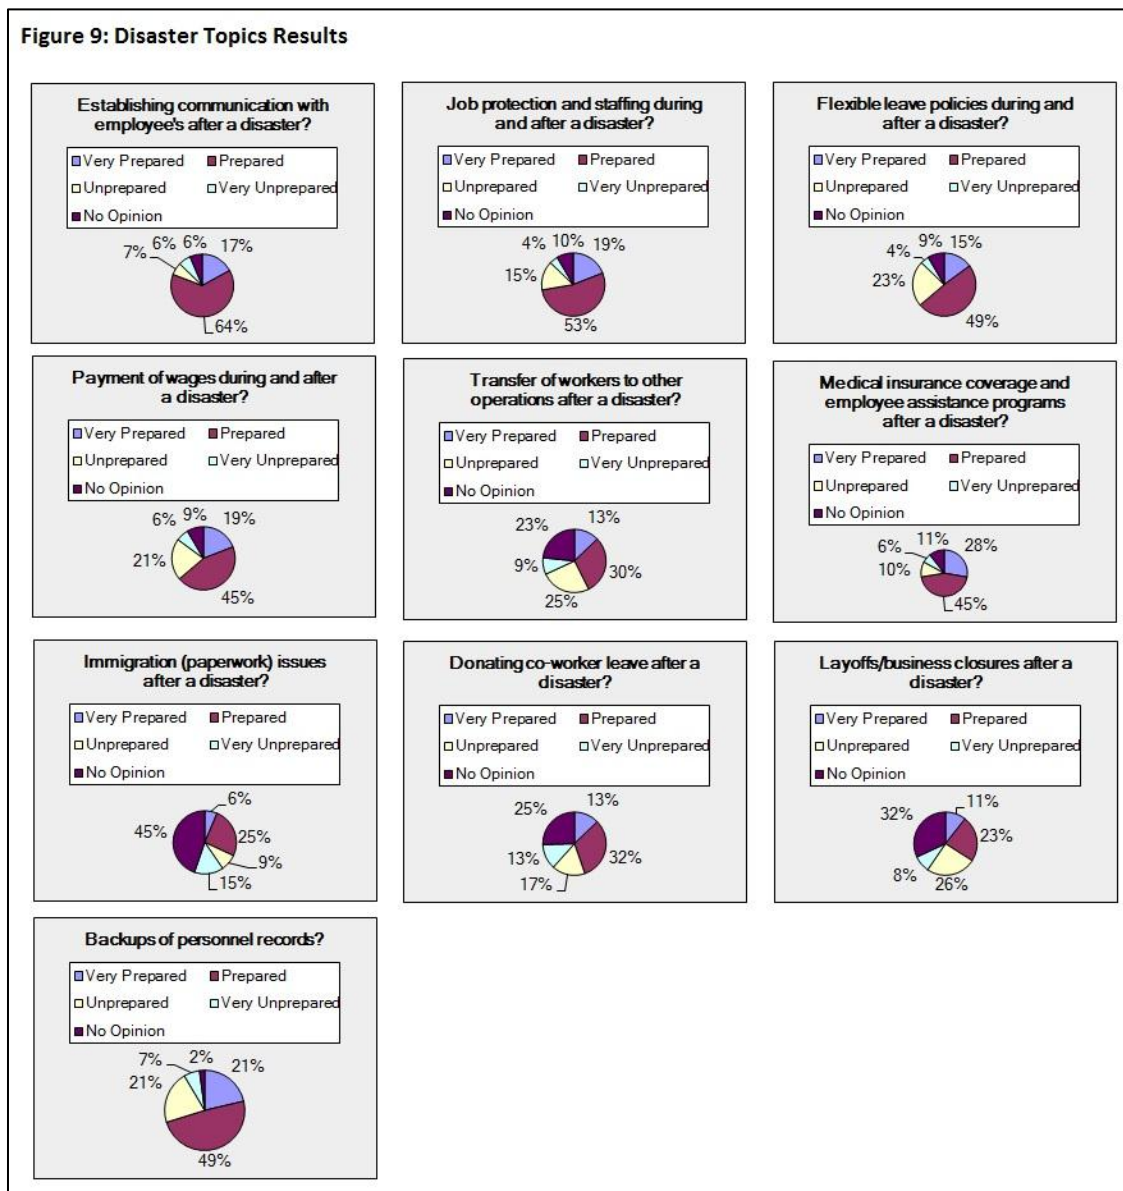 Figure 9: Disaster Topics Results
Establishing communication with
employee's after a disaster?
Very Prepared Prepared
Unprepared Very Unprepared
No Opinion
7% 6% 6% 17%
64%
Job protection and staffing during
and after a disaster?
Very Prepared Prepared
Unprepared Very Unprepared
No Opinion
4% 10% 19%
15%
53%
Flexible leave policies during and
after a disaster?
Very Prepared Prepared
Unprepared Very Unprepared
No Opinion
9% 15%
4%
23%
49%
Payment of wages during and after
a disaster?
Very Prepared Prepared
Unprepared Very Unprepared
No Opinion
6% 9% 19%
21%
45%
Transfer of workers to other
operations after a disaster?
Very Prepared Prepared
Unprepared Very Unprepared
No Opinion
23% 13%
9% 30%
25%
Medical insurance coverage and
employee assistance programs
after a disaster?
Very Prepared Prepared
Unprepared Very Unprepared
No Opinion
11% 28%
6%
10%
45%
Immigration (paperwork) issues
after a disaster?
Very Prepared Prepared
Unprepared Very Unprepared
No Opinion
6%
45% 25%
9%
15%
Donating co-worker leave after a
disaster?
Very Prepared Prepared
Unprepared Very Unprepared
No Opinion
25% 13%
13% 32%
17%
Layoffs/business closures after a
disaster?
Very Prepared Prepared
Unprepared Very Unprepared
No Opinion
32% 11%
23%
8% 26%
Backups of personnel records?
Very Prepared Prepared
Unprepared Very Unprepared
No Opinion
7% 2% 21%
21%
49%